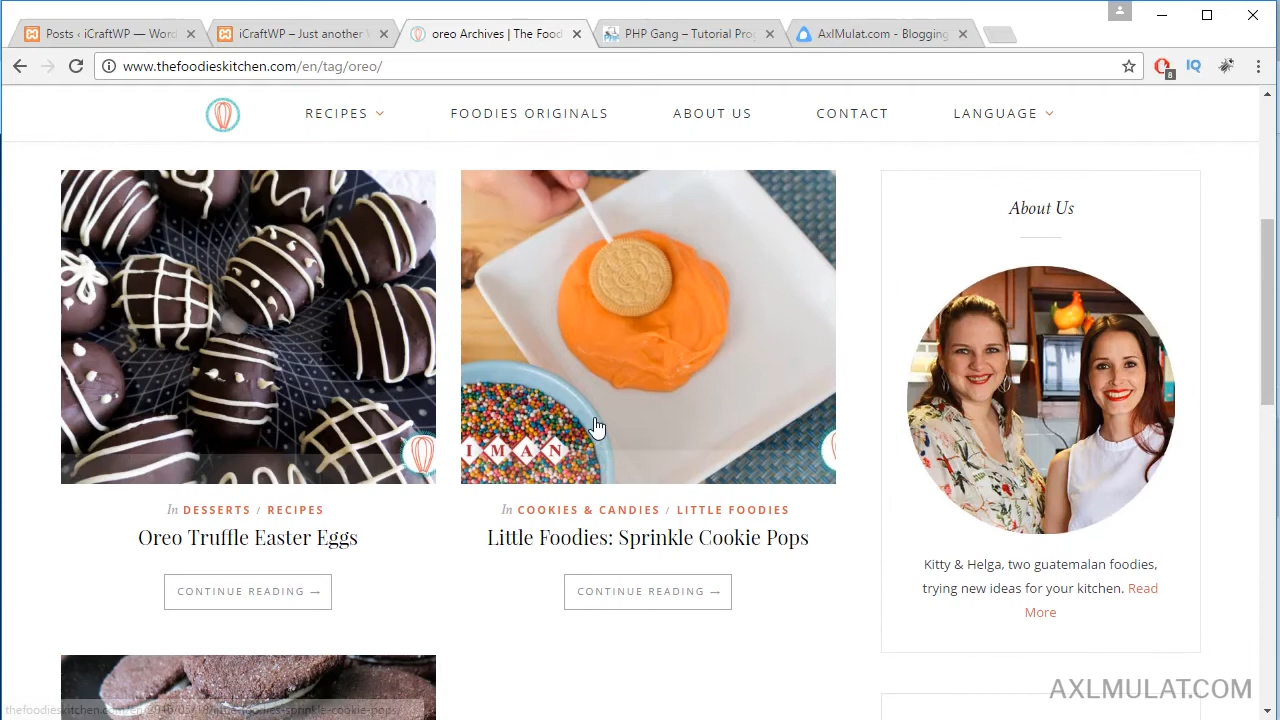 Posts ‹ iCraftWP — Word
iCraftWP – Just another
oreo Archives | The Food
PHP Gang – Tutorial Pro
AxlMulat.com - Blogging
www.thefoodieskitchen.com/en/tag/oreo/
8
IQ
RECIPES
FOODIES ORIGINALS
ABOUT US
CONTACT
LANGUAGE
IMAN
In DESSERTS / RECIPES
Oreo Truffle Easter Eggs
CONTINUE READING →
In COOKIES & CANDIES / LITTLE FOODIES
Little Foodies: Sprinkle Cookie Pops
CONTINUE READING →
About Us
Kitty & Helga, two guatemalan foodies,
trying new ideas for your kitchen. Read
More
AXLMULAT.COM